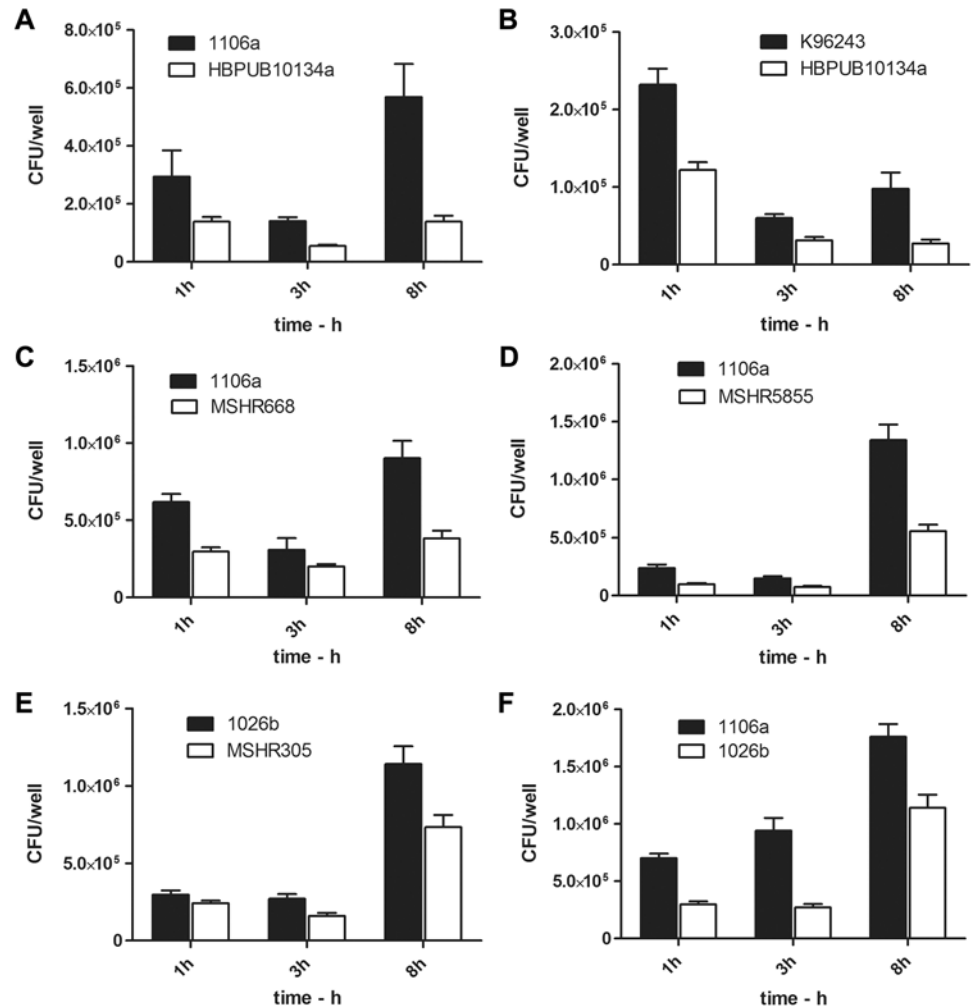 A
1106a
HBPUB10134a
CFU/well
8.0×10⁵
6.0×10⁵
4.0×10⁵
2.0×10⁵
0
1h 3h 8h
time - h
B
K96243
HBPUB10134a
CFU/well
3.0×10⁵
2.0×10⁵
1.0×10⁵
0
1h 3h 8h
time - h
C
1106a
MSHR668
CFU/well
1.5×10⁶
1.0×10⁶
5.0×10⁵
0
1h 3h 8h
time - h
D
1106a
MSHR5855
CFU/well
2.0×10⁶
1.5×10⁶
1.0×10⁶
5.0×10⁵
0
1h 3h 8h
time - h
E
1026b
MSHR305
CFU/well
1.5×10⁶
1.0×10⁶
5.0×10⁵
0
1h 3h 8h
time - h
F
1106a
1026b
CFU/well
2.0×10⁶
1.5×10⁶
1.0×10⁶
5.0×10⁵
0
1h 3h 8h
time - h